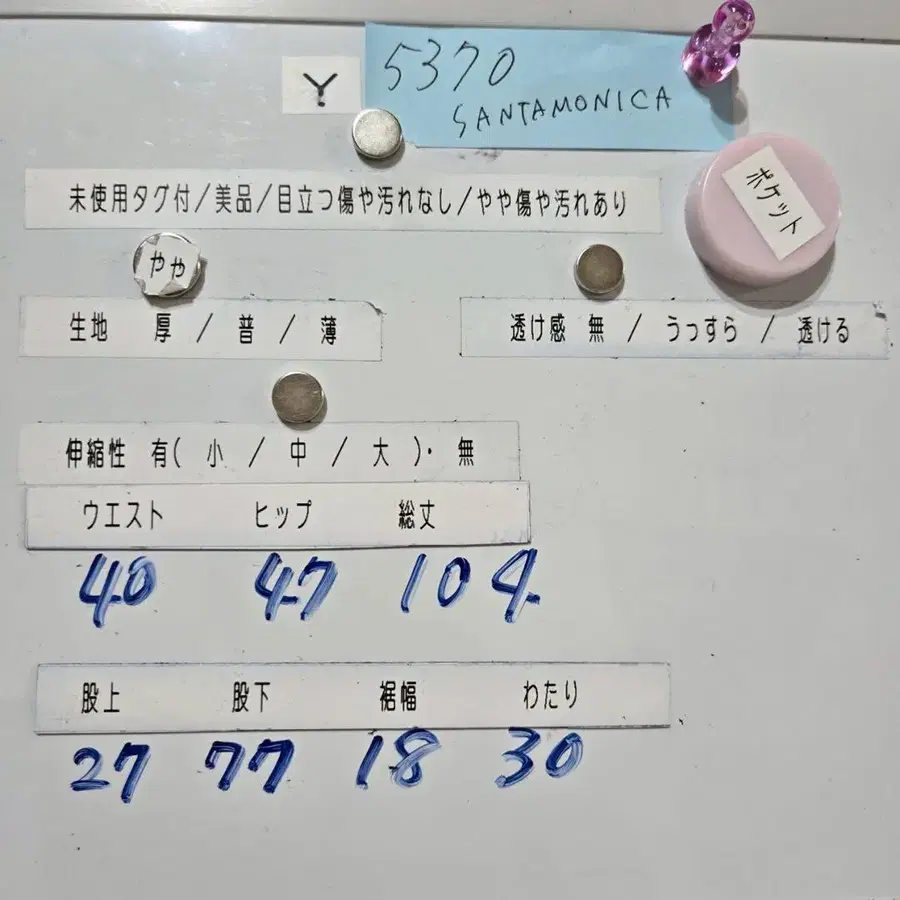 Y
5370
SANTAMONICA
ポケット
未使用タグ付/美品/目立つ傷や汚れなし/やや傷や汚れあり
やや
生地 厚 / 普 / 薄
透け感 無 / うっすら / 透ける
伸縮性 有( 小 / 中 / 大 )・ 無
ウエスト ヒップ 総丈
40 47 104
股上 股下 裾幅 わたり
27 77 18 30